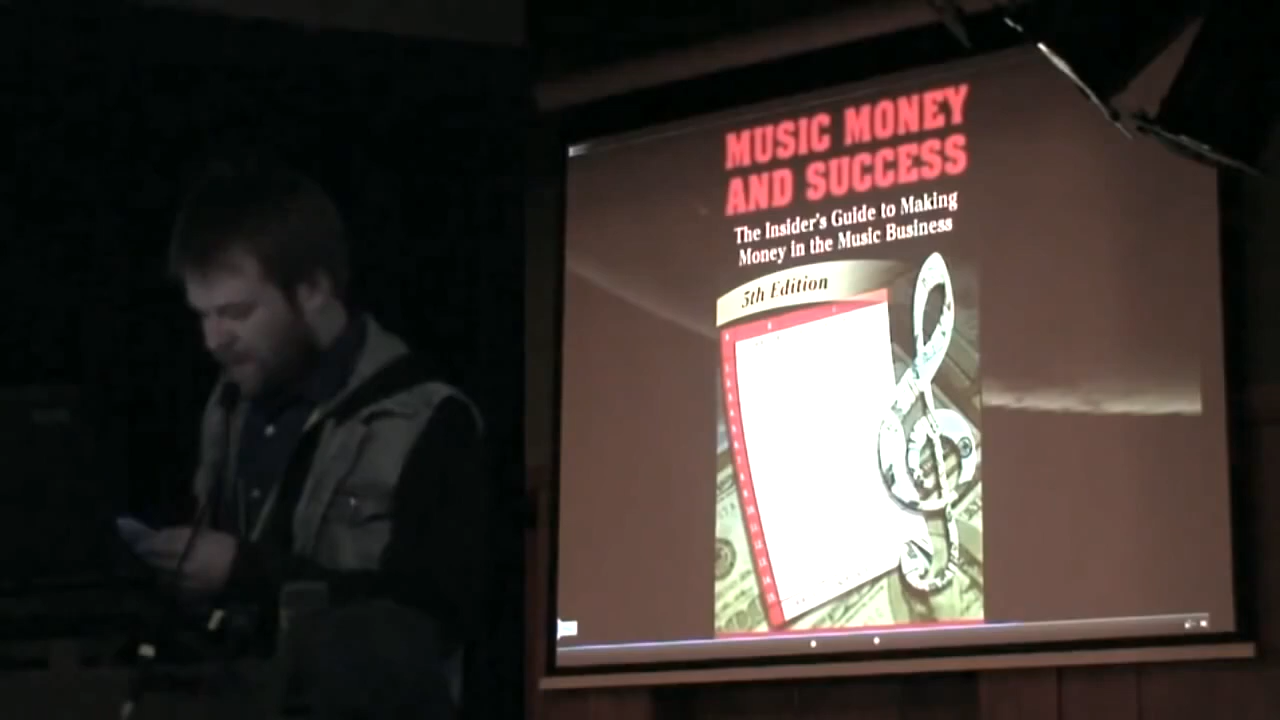 MUSIC MONEY
AND SUCCESS
The Insider's Guide to Making
Money in the Music Business
5th Edition